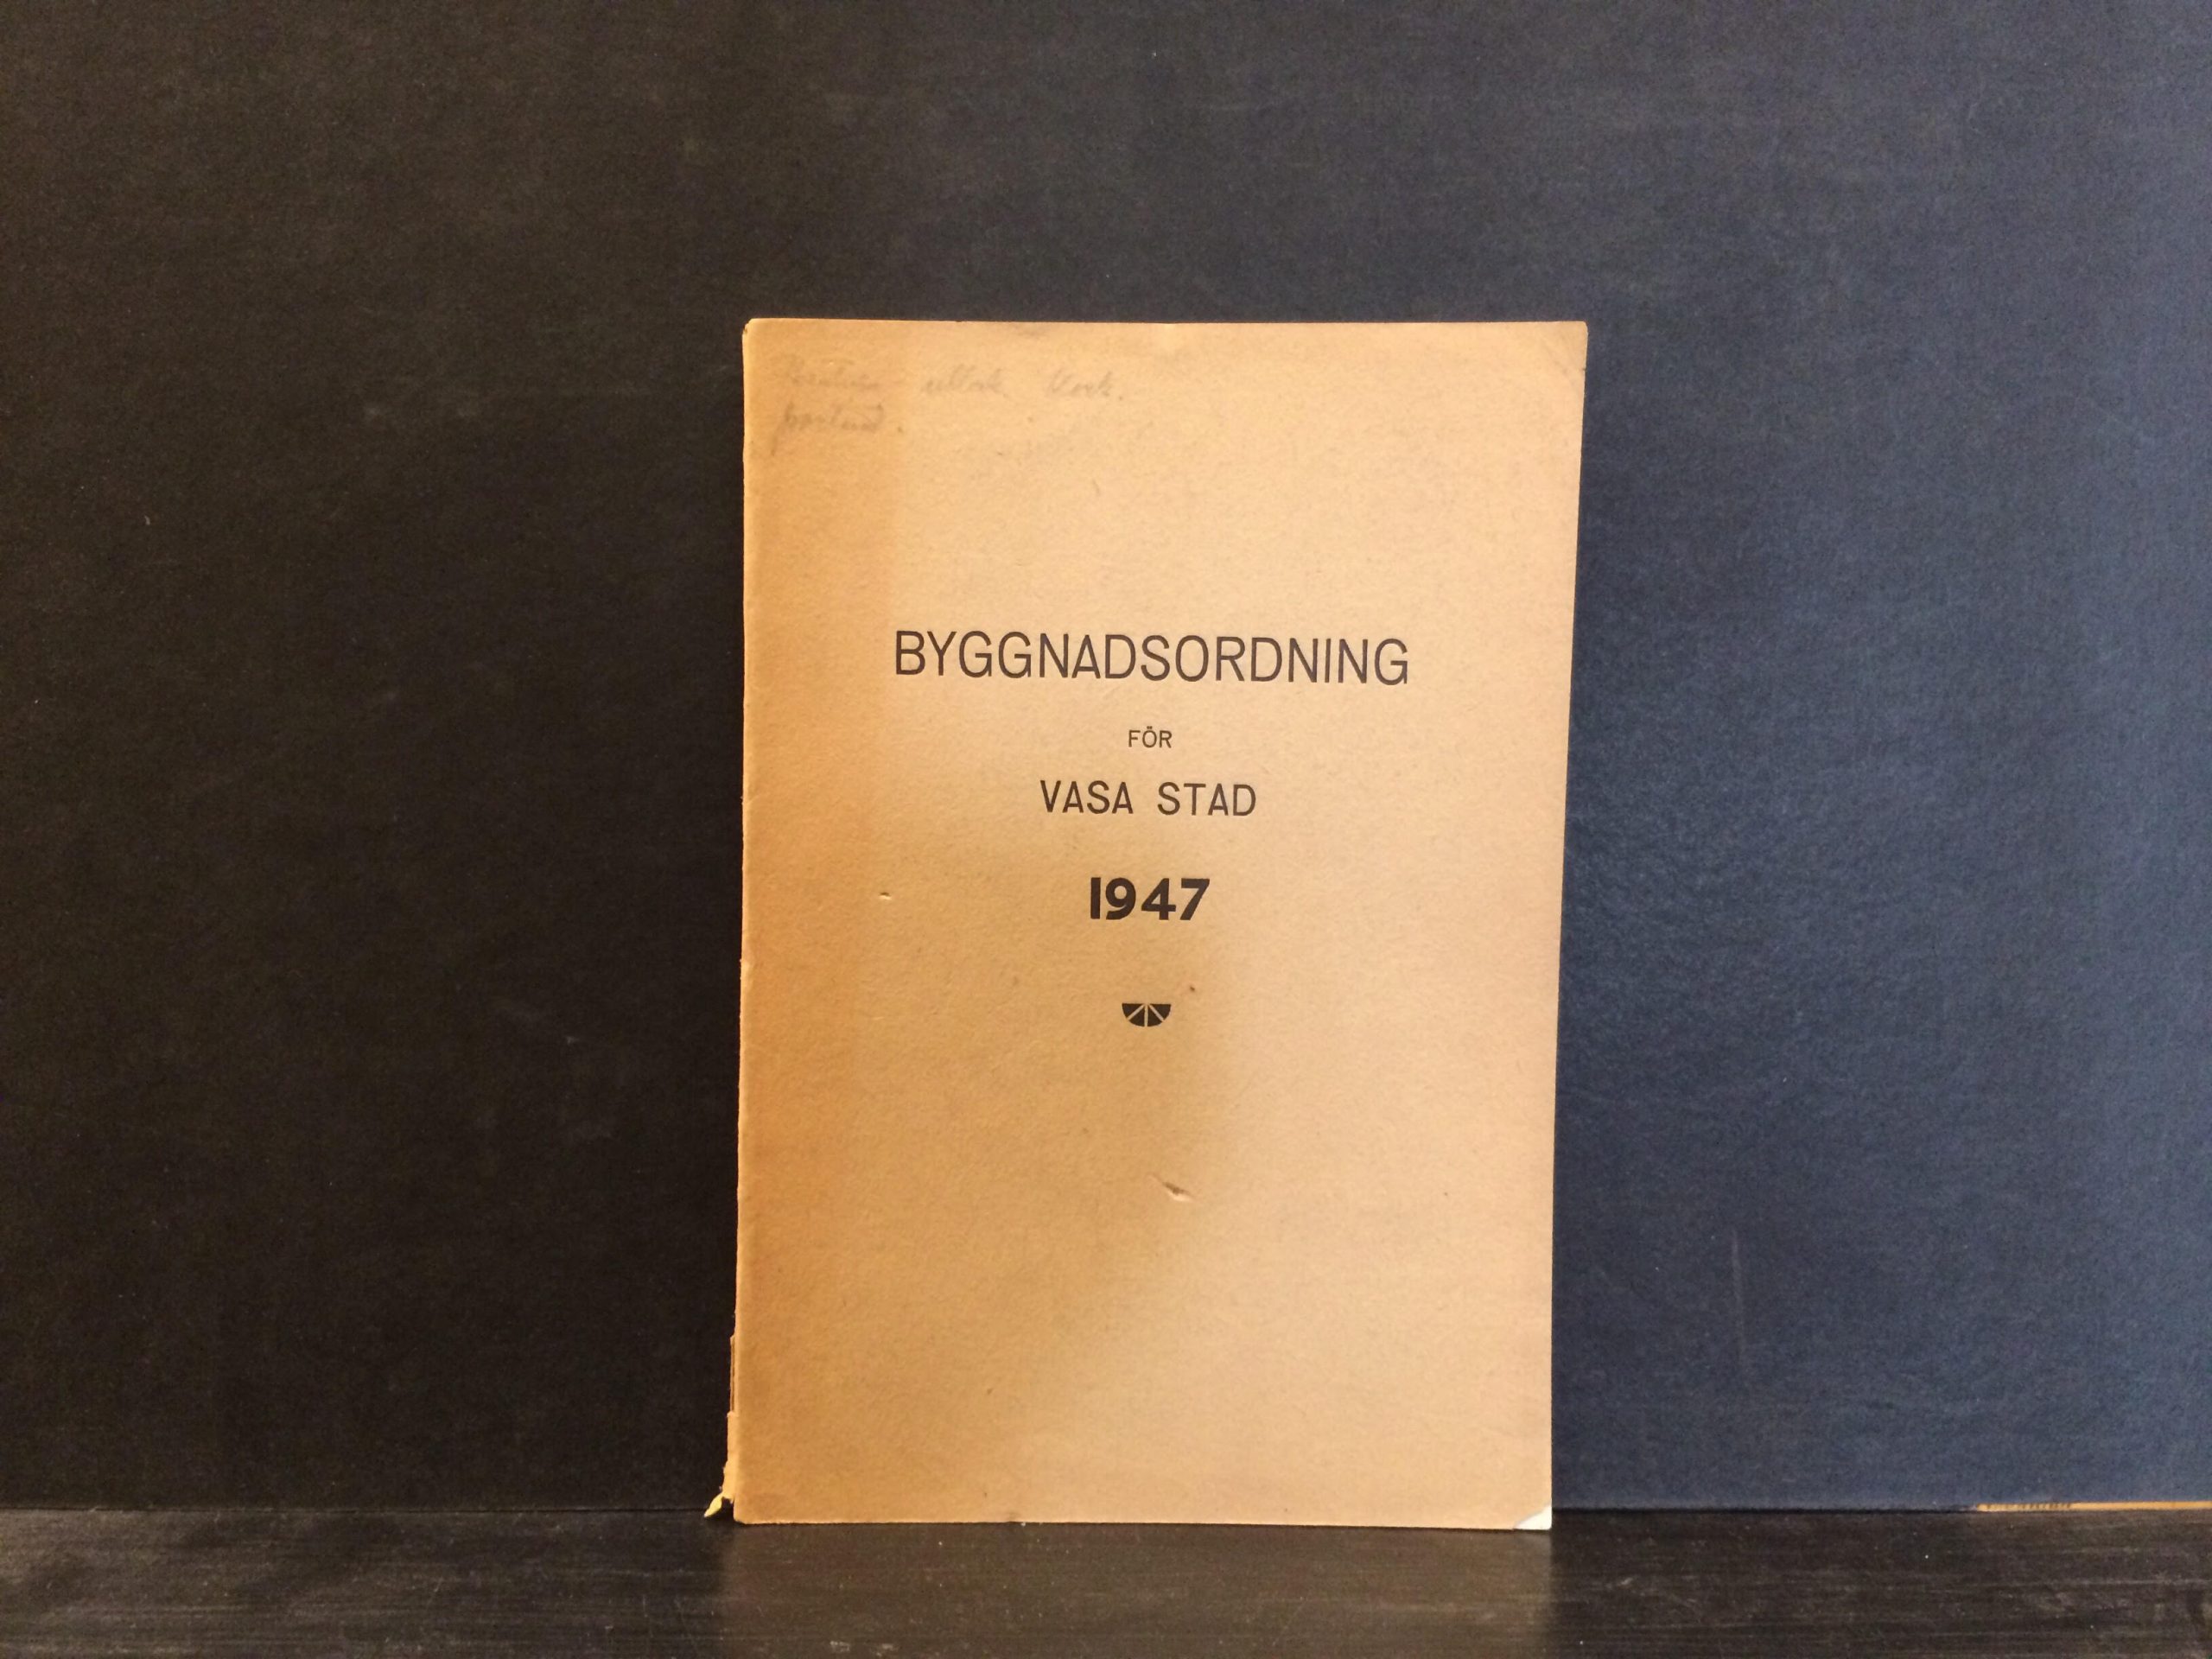 BYGGNADSORDNING
FÖR
VASA STAD
1947